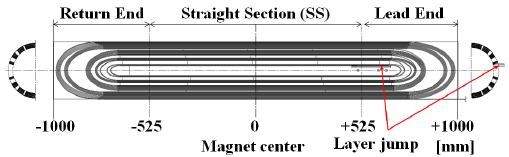 Return End Straight Section (SS) Lead End
-1000 -525 0 +525 +1000
Magnet center Layer jump [mm]